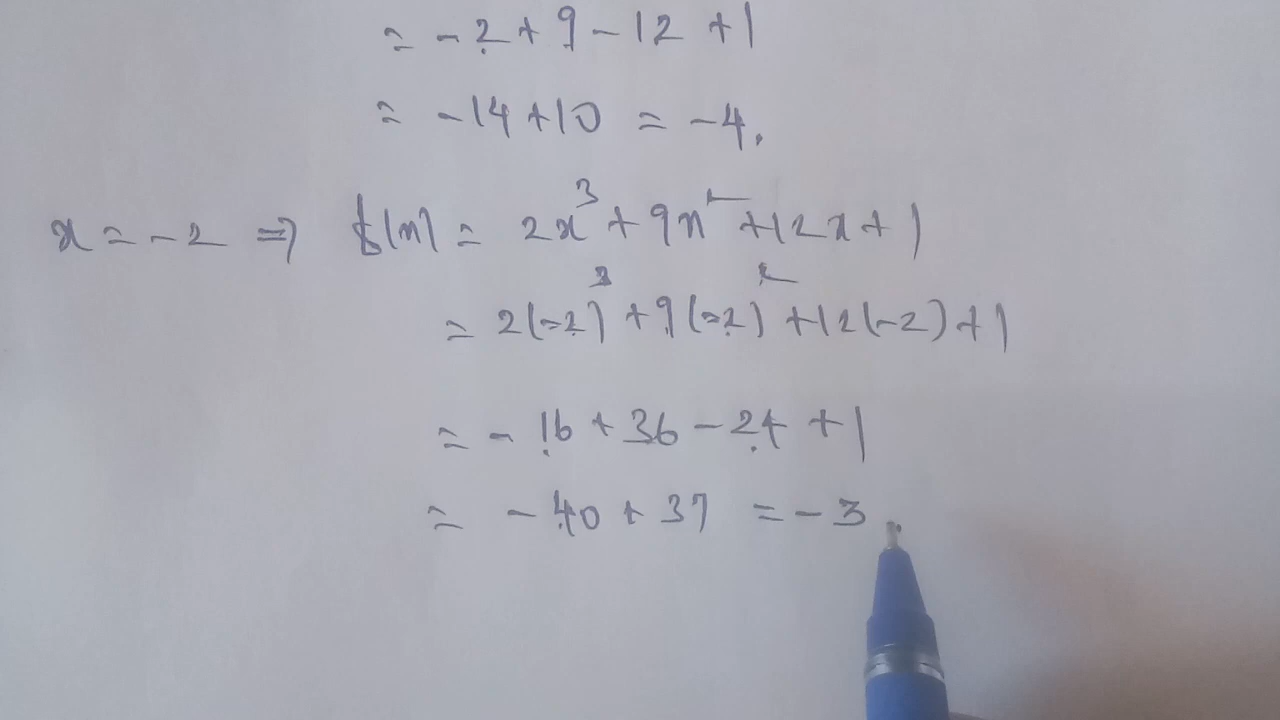 = -2 + 9 - 12 + 1
= -14 + 10 = -4.
x = -2 ⇒ f(x) = 2x³ + 9x² + 12x + 1
= 2(-2)³ + 9(-2)² + 12(-2) + 1
= - 16 + 36 - 24 + 1
= - 40 + 37 = -3